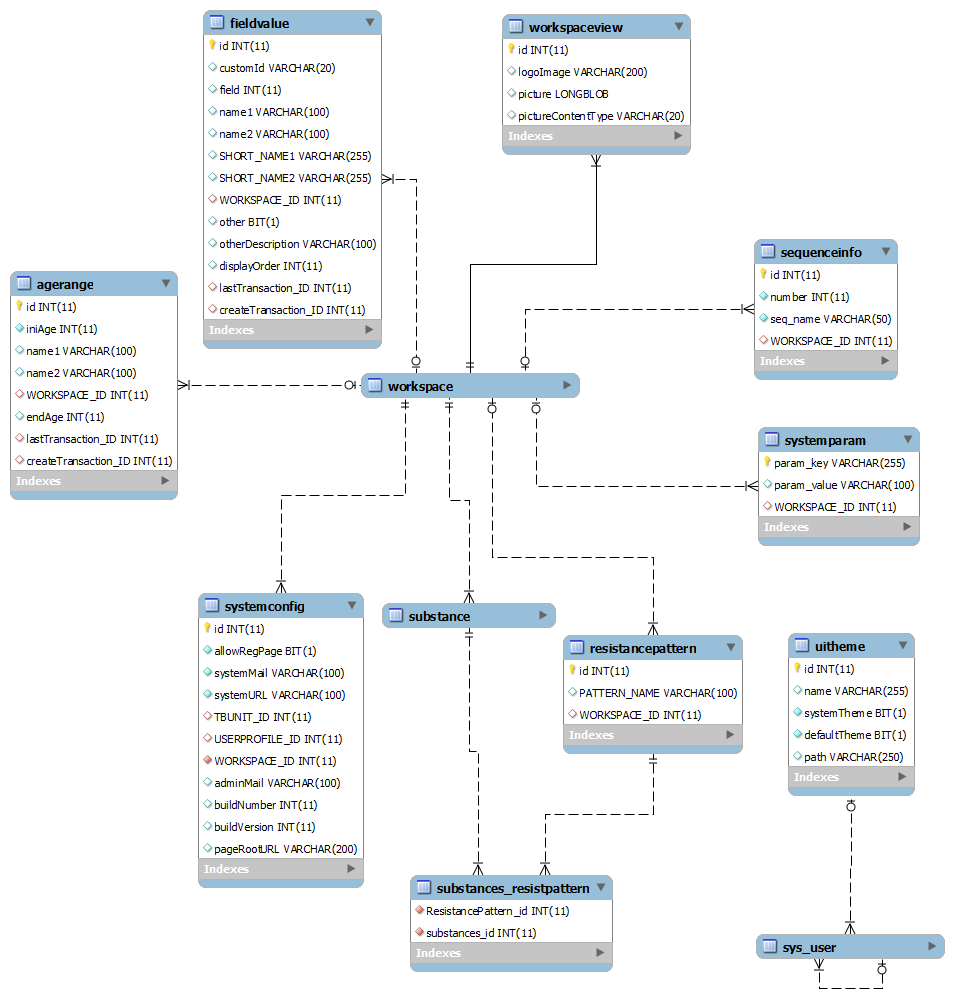 fieldvalue
id INT(11)
customId VARCHAR(20)
field INT(11)
name1 VARCHAR(100)
name2 VARCHAR(100)
SHORT_NAME1 VARCHAR(255)
SHORT_NAME2 VARCHAR(255)
WORKSPACE_ID INT(11)
other BIT(1)
otherDescription VARCHAR(100)
displayOrder INT(11)
lastTransaction_ID INT(11)
createTransaction_ID INT(11)
Indexes
workspaceview
id INT(11)
logoImage VARCHAR(200)
picture LONGBLOB
pictureContentType VARCHAR(20)
Indexes
sequenceinfo
id INT(11)
number INT(11)
seq_name VARCHAR(50)
WORKSPACE_ID INT(11)
Indexes
agerange
id INT(11)
iniAge INT(11)
name1 VARCHAR(100)
name2 VARCHAR(100)
WORKSPACE_ID INT(11)
endAge INT(11)
lastTransaction_ID INT(11)
createTransaction_ID INT(11)
Indexes
workspace
systemparam
param_key VARCHAR(255)
param_value VARCHAR(100)
WORKSPACE_ID INT(11)
Indexes
systemconfig
id INT(11)
allowRegPage BIT(1)
systemMail VARCHAR(100)
systemURL VARCHAR(100)
TBUNIT_ID INT(11)
USERPROFILE_ID INT(11)
WORKSPACE_ID INT(11)
adminMail VARCHAR(100)
buildNumber INT(11)
buildVersion INT(11)
pageRootURL VARCHAR(200)
Indexes
substance
resistancepattern
id INT(11)
PATTERN_NAME VARCHAR(100)
WORKSPACE_ID INT(11)
Indexes
uitheme
id INT(11)
name VARCHAR(255)
systemTheme BIT(1)
defaultTheme BIT(1)
path VARCHAR(250)
Indexes
substances_resistpattern
ResistancePattern_id INT(11)
substances_id INT(11)
Indexes
sys_user